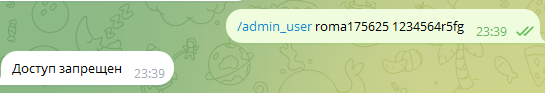 /admin_user roma175625 1234564r5fg
23:39
Доступ запрещен 23:39